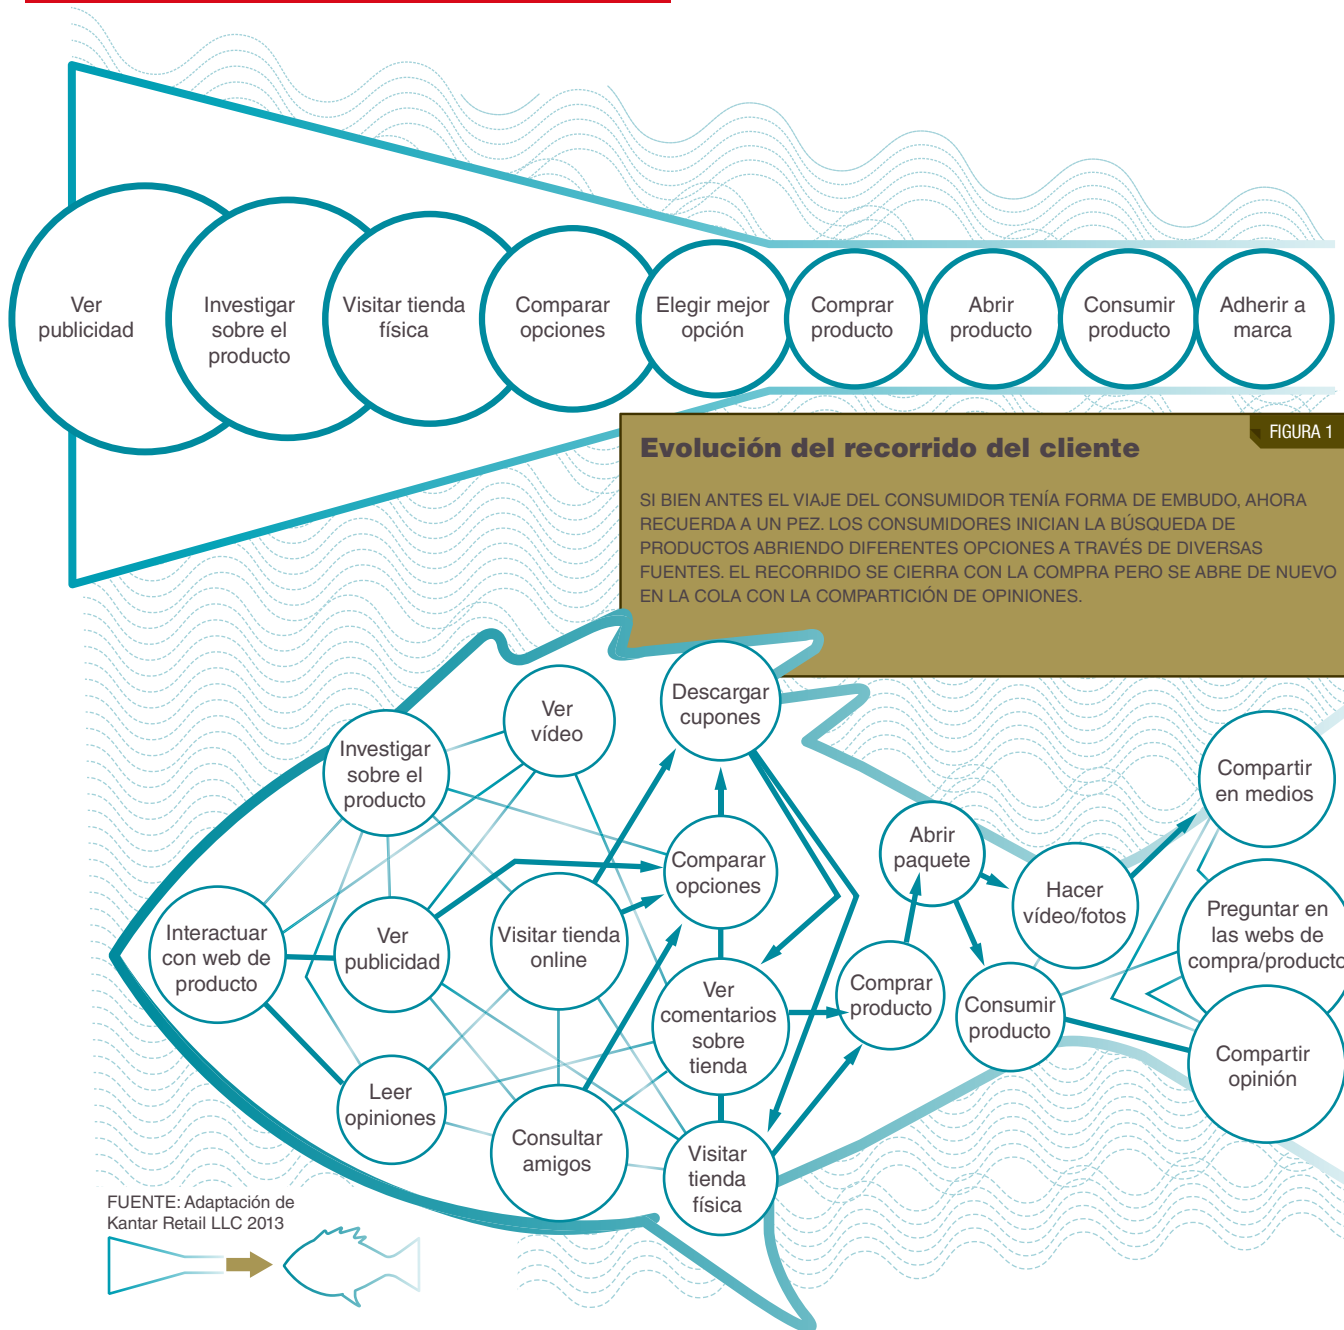 Ver
publicidad
Investigar
sobre el
producto
Visitar tienda
física
Comparar
opciones
Elegir mejor
opción
Comprar
producto
Abrir
producto
Consumir
producto
Adherir a
marca
FIGURA 1
Evolución del recorrido del cliente
SI BIEN ANTES EL VIAJE DEL CONSUMIDOR TENÍA FORMA DE EMBUDO, AHORA
RECUERDA A UN PEZ. LOS CONSUMIDORES INICIAN LA BÚSQUEDA DE
PRODUCTOS ABRIENDO DIFERENTES OPCIONES A TRAVÉS DE DIVERSAS
FUENTES. EL RECORRIDO SE CIERRA CON LA COMPRA PERO SE ABRE DE NUEVO
EN LA COLA CON LA COMPARTICIÓN DE OPINIONES.
Interactuar
con web de
producto
Investigar
sobre el
producto
Ver
publicidad
Leer
opiniones
Ver
vídeo
Visitar tienda
online
Consultar
amigos
Descargar
cupones
Comparar
opciones
Ver
comentarios
sobre
tienda
Visitar
tienda
física
Comprar
producto
Abrir
paquete
Consumir
producto
Hacer
vídeo/fotos
Compartir
en medios
Preguntar en
las webs de
compra/producto
Compartir
opinión
FUENTE: Adaptación de
Kantar Retail LLC 2013